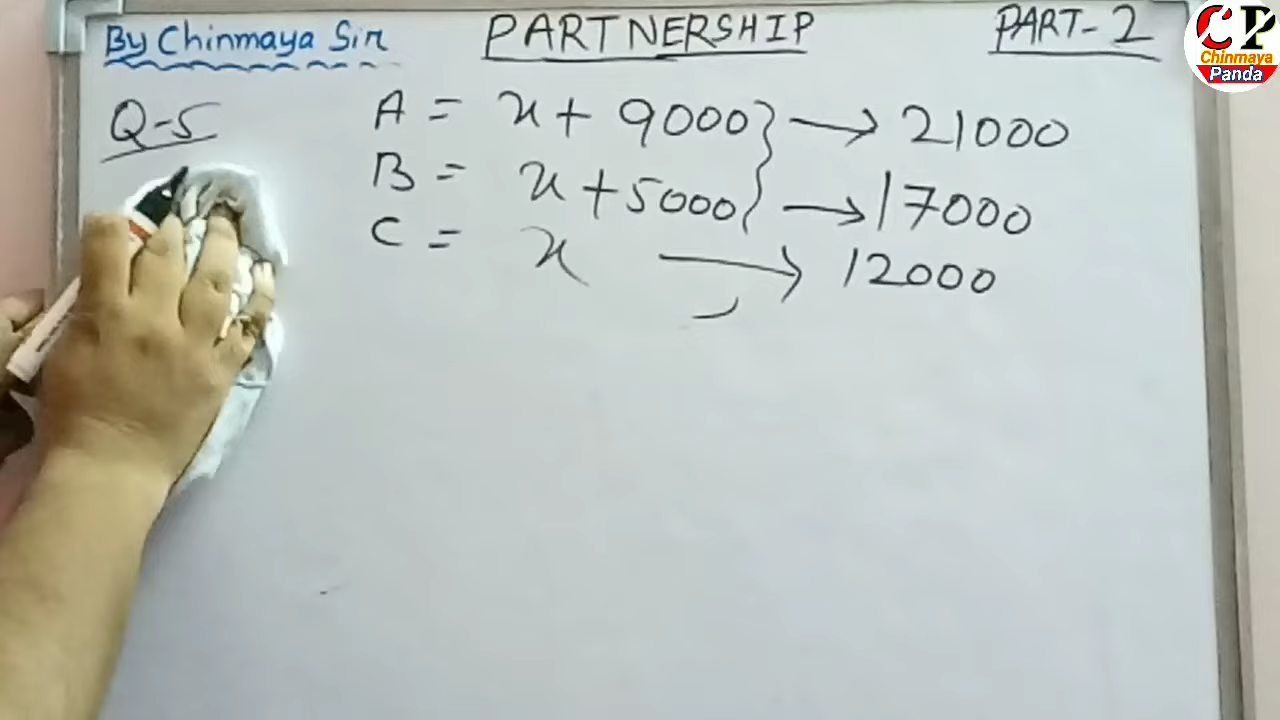 By Chinmaya Sir PARTNERSHIP PART-2
CP
Chinmaya
Panda
Q-5
A = x + 9000 } → 21000
B = x + 5000 } → 17000
C = x → 12000